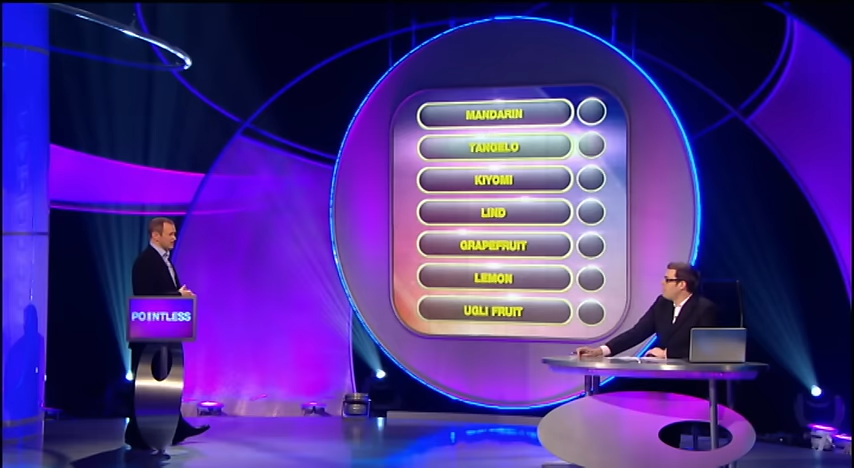 MANDARIN
TANGELO
KIYOMI
LIND
GRAPEFRUIT
LEMON
UGLI FRUIT
POINTLESS